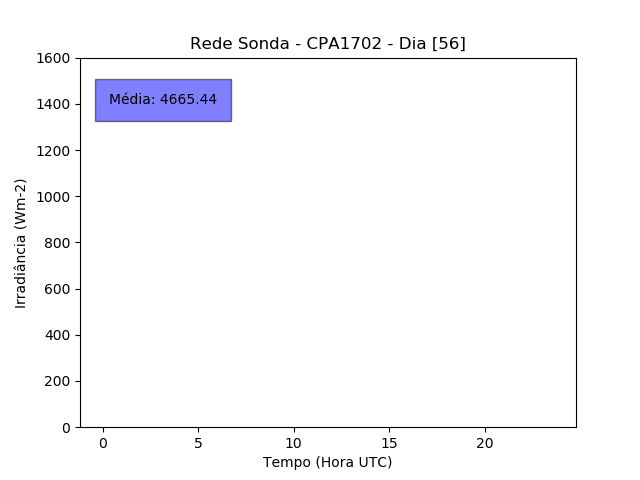 Rede Sonda - CPA1702 - Dia [56]
1600
1400
1200
1000
800
600
400
200
0
Média: 4665.44
Irradiância (Wm-2)
0 5 10 15 20
Tempo (Hora UTC)